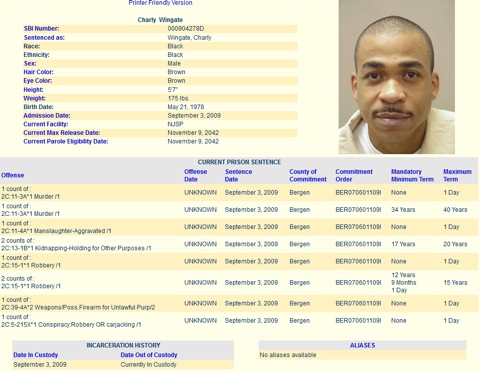 Printer Friendly Version
Charly Wingate
SBI Number: 000904278D
Sentenced as: Wingate, Charly
Race: Black
Ethnicity: Black
Sex: Male
Hair Color: Brown
Eye Color: Brown
Height: 5'7"
Weight: 175 lbs.
Birth Date: May 21, 1978
Admission Date: September 3, 2009
Current Facility: NJSP
Current Max Release Date: November 9, 2042
Current Parole Eligibility Date: November 9, 2042
CURRENT PRISON SENTENCE
Offense Offense Date Sentence Date County of Commitment Commitment Order Mandatory Minimum Term Maximum Term
1 count of :
2C:11-3A*1 Murder /1 UNKNOWN September 3, 2009 Bergen BER070601109I None 1 Day
1 count of :
2C:11-3A*1 Murder /1 UNKNOWN September 3, 2009 Bergen BER070601109I 34 Years 40 Years
1 count of :
2C:11-4A*1 Manslaughter-Aggravated /1 UNKNOWN September 3, 2009 Bergen BER070601109I None 1 Day
2 counts of :
2C:13-1B*1 Kidnapping-Holding for Other Purposes /1 UNKNOWN September 3, 2009 Bergen BER070601109I 17 Years 20 Years
1 count of :
2C:15-1*1 Robbery /1 UNKNOWN September 3, 2009 Bergen BER070601109I None 1 Day
2 counts of :
2C:15-1*1 Robbery /1 UNKNOWN September 3, 2009 Bergen BER070601109I 12 Years 9 Months 1 Day 15 Years
1 count of :
2C:39-4A*2 Weapons/Poss Firearm for Unlawful Purp/2 UNKNOWN September 3, 2009 Bergen BER070601109I None 1 Day
1 count of :
2C:5-215X*1 Conspiracy:Robbery OR carjacking /1 UNKNOWN September 3, 2009 Bergen BER070601109I None 1 Day
INCARCERATION HISTORY
Date In Custody Date Out of Custody
September 3, 2009 Currently In Custody
ALIASES
No aliases available